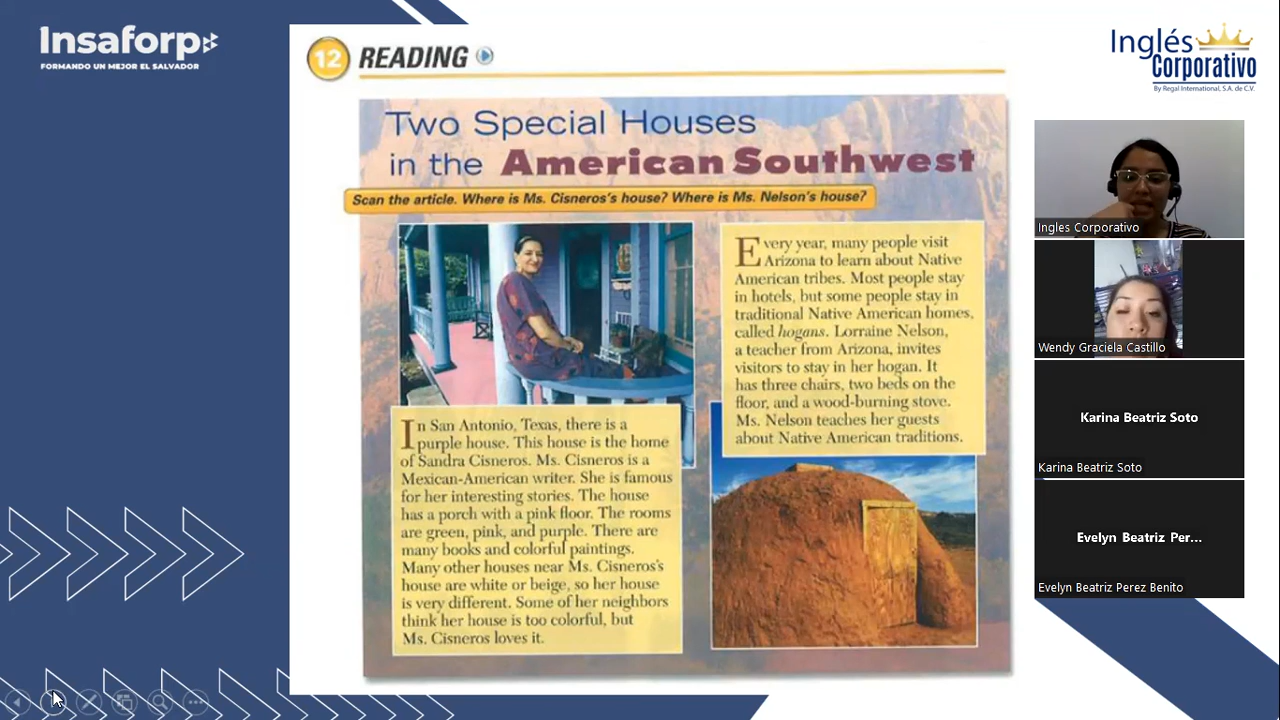 Insaforp
FORMANDO UN MEJOR EL SALVADOR
12 READING
Two Special Houses
in the American Southwest
Scan the article. Where is Ms. Cisneros's house? Where is Ms. Nelson's house?
In San Antonio, Texas, there is a
purple house. This house is the home
of Sandra Cisneros. Ms. Cisneros is a
Mexican-American writer. She is famous
for her interesting stories. The house
has a porch with a pink floor. The rooms
are green, pink, and purple. There are
many books and colorful paintings.
Many other houses near Ms. Cisneros's
house are white or beige, so her house
is very different. Some of her neighbors
think her house is too colorful, but
Ms. Cisneros loves it.
Every year, many people visit
Arizona to learn about Native
American tribes. Most people stay
in hotels, but some people stay in
traditional Native American homes,
called hogans. Lorraine Nelson,
a teacher from Arizona, invites
visitors to stay in her hogan. It
has three chairs, two beds on the
floor, and a wood-burning stove.
Ms. Nelson teaches her guests
about Native American traditions.
Inglés
Corporativo
By Regal International, S.A. de C.V.
Ingles Corporativo
Wendy Graciela Castillo
Karina Beatriz Soto
Karina Beatriz Soto
Evelyn Beatriz Per...
Evelyn Beatriz Perez Benito